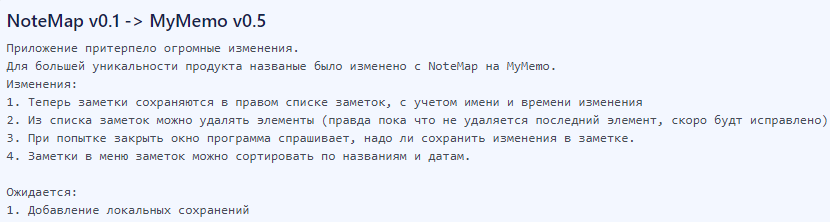 NoteMap v0.1 -> MyMemo v0.5
Приложение притерпело огромные изменения.
Для большей уникальности продукта названые было изменено с NoteMap на MyMemo.
Изменения:
1. Теперь заметки сохраняются в правом списке заметок, с учетом имени и времени изменения
2. Из списка заметок можно удалять элементы (правда пока что не удаляется последний элемент, скоро будт исправлено)
3. При попытке закрыть окно программа спрашивает, надо ли сохранить изменения в заметке.
4. Заметки в меню заметок можно сортировать по названиям и датам.
Ожидается:
1. Добавление локальных сохранений